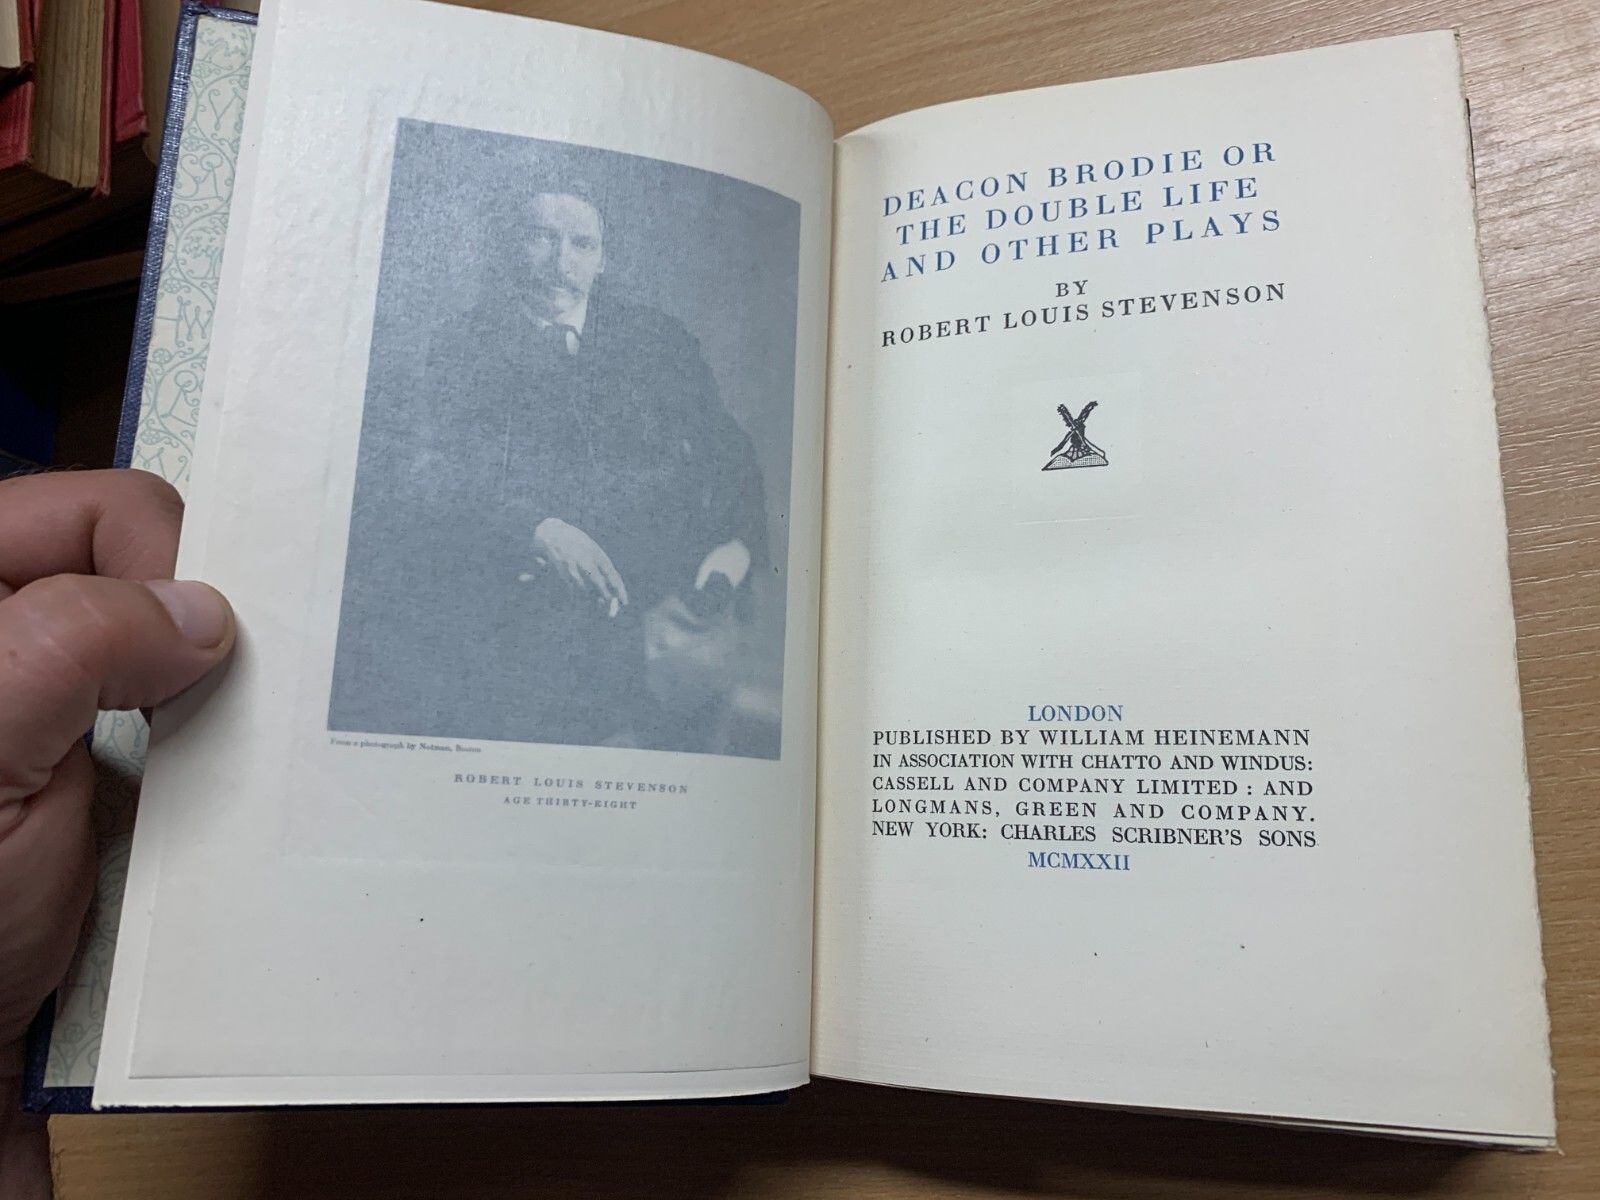 From a photograph by Notman, Boston
ROBERT LOUIS STEVENSON
AGE THIRTY-EIGHT
DEACON BRODIE OR
THE DOUBLE LIFE
AND OTHER PLAYS
BY
ROBERT LOUIS STEVENSON
LONDON
PUBLISHED BY WILLIAM HEINEMANN
IN ASSOCIATION WITH CHATTO AND WINDUS:
CASSELL AND COMPANY LIMITED : AND
LONGMANS, GREEN AND COMPANY.
NEW YORK: CHARLES SCRIBNER'S SONS
MCMXXII